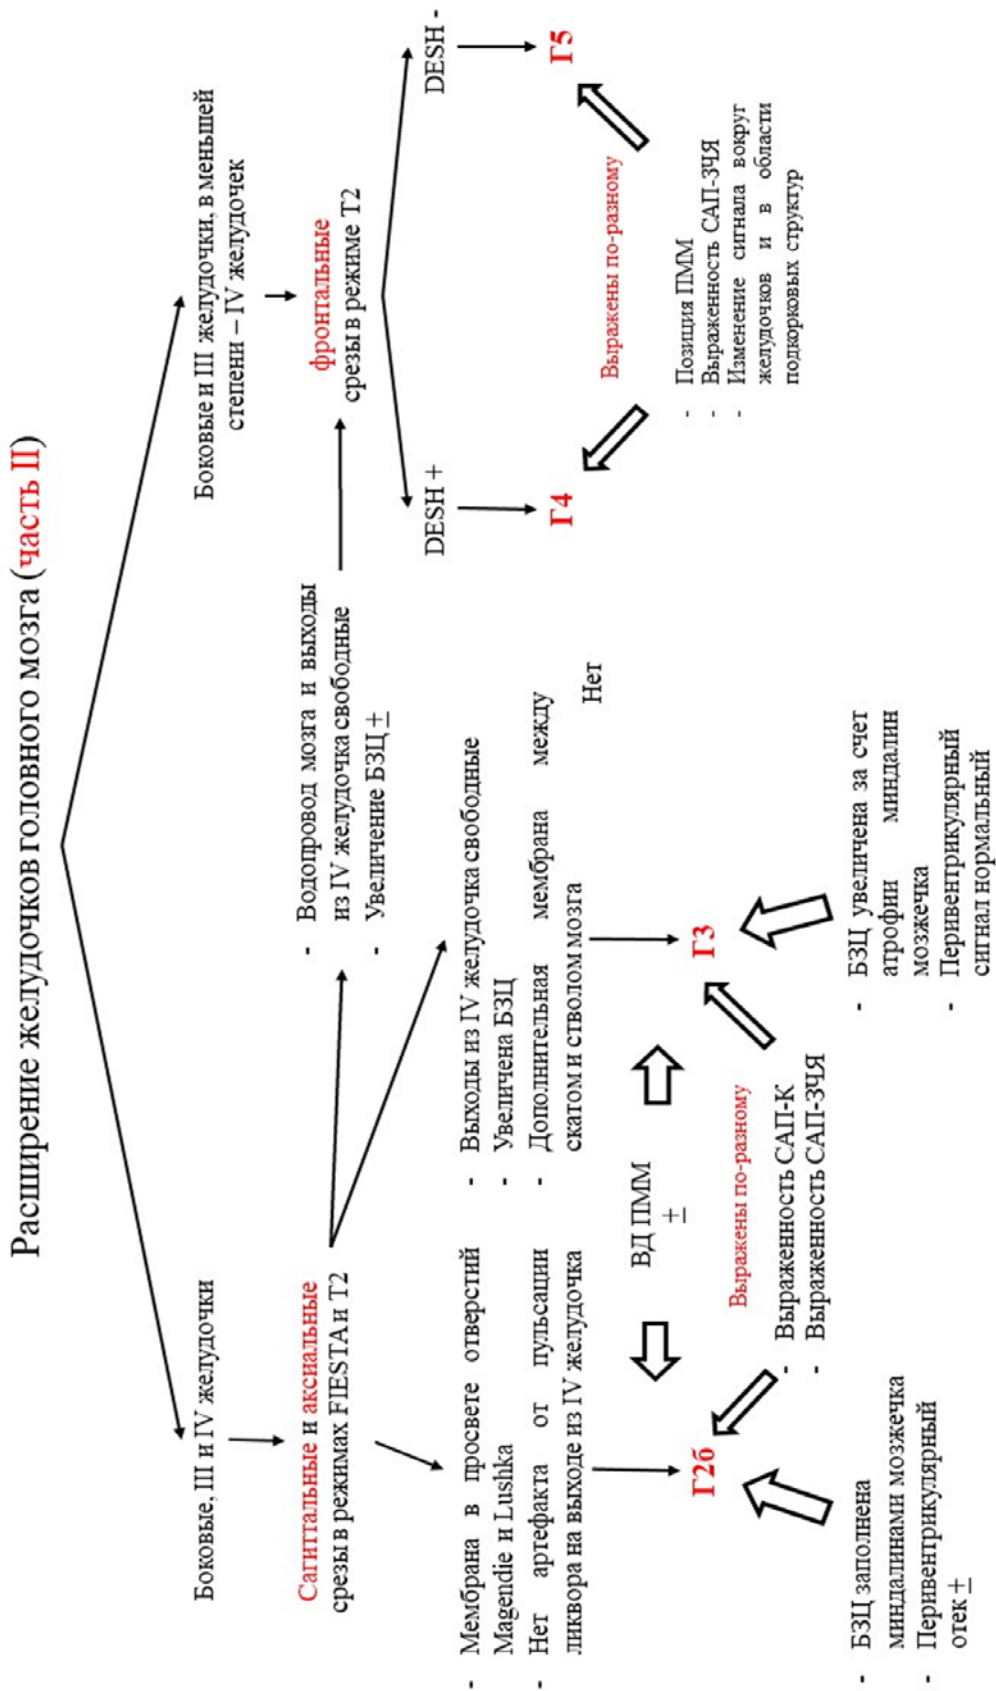 Расширение желудочков головного мозга (часть II)
Боковые, III и IV желудочки
Боковые и III желудочки, в меньшей
степени – IV желудочек
Сагиттальные и аксиальные
срезы в режимах FIESTA и T2
- Водопровод мозга и выходы
из IV желудочка свободные
- Увеличение БЗЦ ±
фронтальные
срезы в режиме T2
- Мембрана в просвете отверстий
Magendie и Lushka
- Нет артефакта от пульсации
ликвора на выходе из IV желудочка
- Выходы из IV желудочка свободные
- Увеличена БЗЦ
- Дополнительная мембрана между
скатом и стволом мозга
Нет
DESH +
DESH -
Г4
Г5
Выражены по-разному
- Позиция ПММ
- Выраженность САП-ЗЧЯ
- Изменение сигнала вокруг
желудочков и в области
подкорковых структур
ВД ПММ
±
Г2б
Г3
Выражены по-разному
- Выраженность САП-К
- Выраженность САП-ЗЧЯ
- БЗЦ заполнена
миндалинами мозжечка
- Перивентрикулярный
отек ±
- БЗЦ увеличена за счет
атрофии миндалин
мозжечка
- Перивентрикулярный
сигнал нормальный